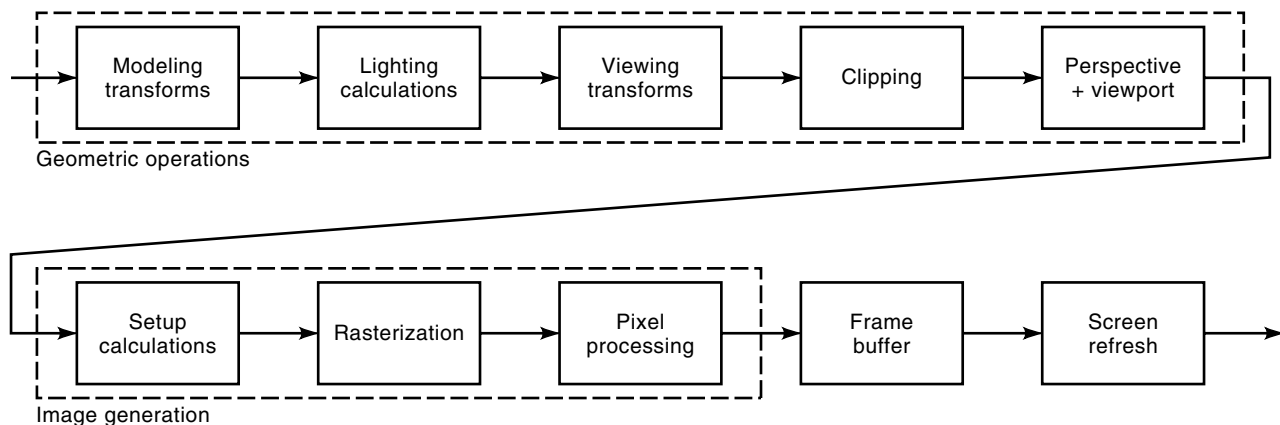 Modeling
transforms
Lighting
calculations
Viewing
transforms
Clipping
Perspective
+ viewport
Geometric operations
Setup
calculations
Rasterization
Pixel
processing
Frame
buffer
Screen
refresh
Image generation